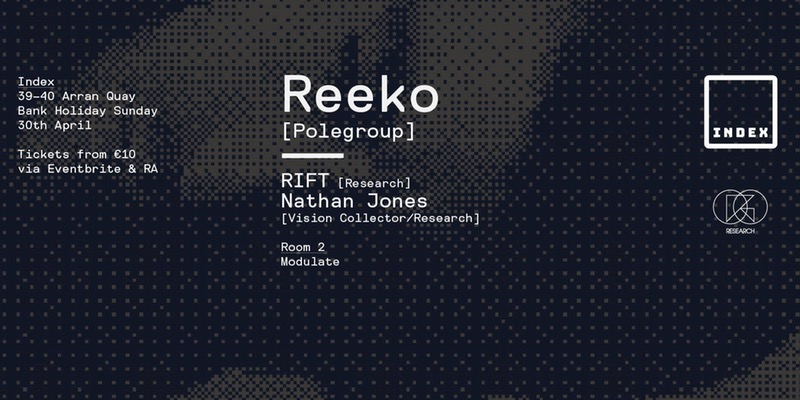 Index
39–40 Arran Quay
Bank Holiday Sunday
30th April
Tickets from €10
via Eventbrite & RA
Reeko
[Polegroup]
RIFT [Research]
Nathan Jones
[Vision Collector/Research]
Room 2
Modulate
INDEX
RESEARCH